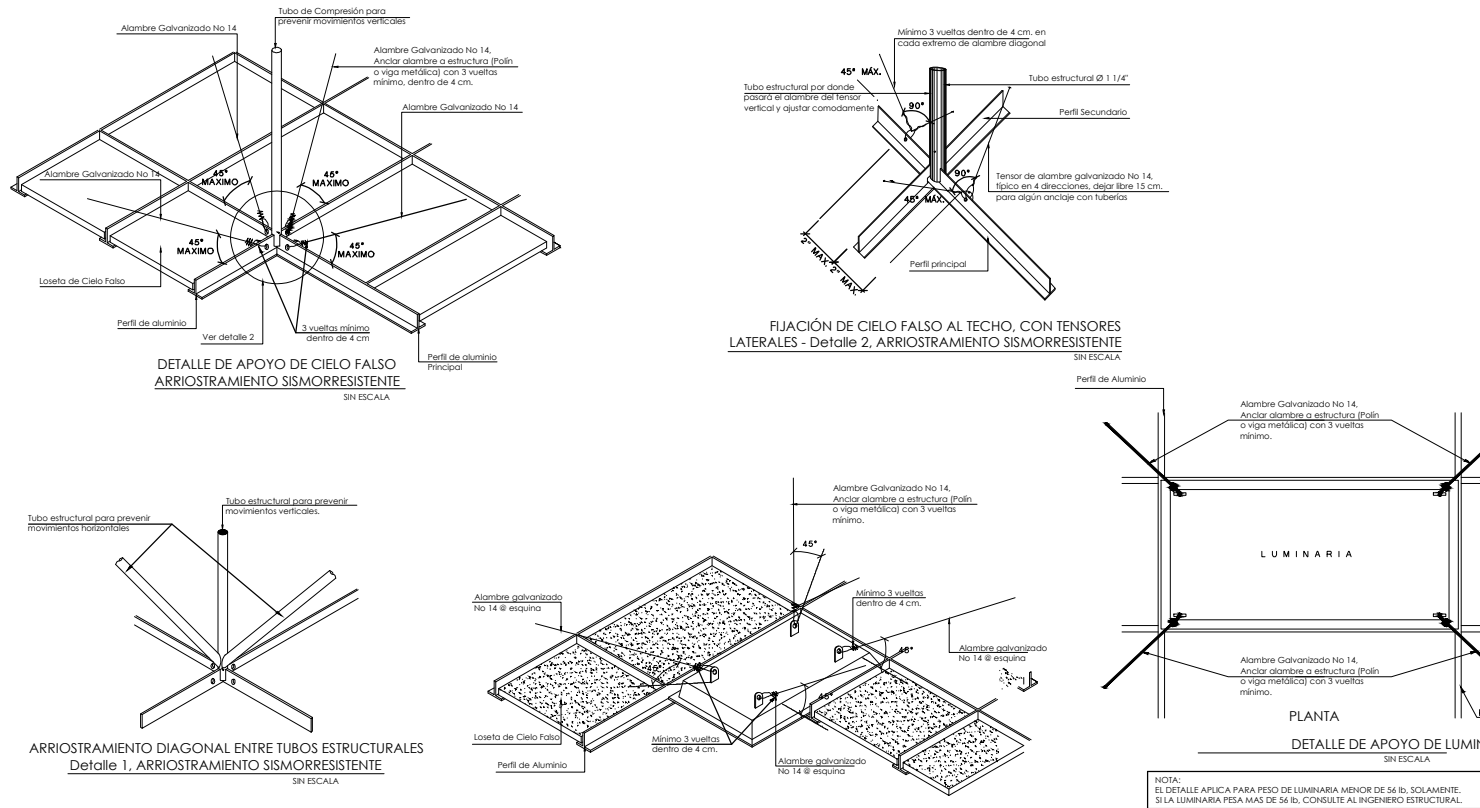 Tubo de Compresión para
prevenir movimientos verticales
Alambre Galvanizado No 14
Alambre Galvanizado No 14,
Anclar alambre a estructura (Polín
o viga metálica) con 3 vueltas
mínimo, dentro de 4 cm.
Alambre Galvanizado No 14
Alambre Galvanizado No 14
45°
MAXIMO
45°
MAXIMO
45°
MAXIMO
45°
MAXIMO
Loseta de Cielo Falso
Perfil de aluminio
Ver detalle 2
3 vueltas mínimo
dentro de 4 cm
Perfil de aluminio
Principal
DETALLE DE APOYO DE CIELO FALSO
ARRIOSTRAMIENTO SISMORRESISTENTE
SIN ESCALA
Mínimo 3 vueltas dentro de 4 cm. en
cada extremo de alambre diagonal
45° MÁX.
Tubo estructural Ø 1 1/4"
Tubo estructural por donde
pasará el alambre del tensor
vertical y ajustar comodamente
90°
Perfil Secundario
90°
Tensor de alambre galvanizado No 14,
típico en 4 direcciones, dejar libre 15 cm.
para algún anclaje con tuberías
45° MÁX.
2" MAX.
2" MAX.
Perfil principal
FIJACIÓN DE CIELO FALSO AL TECHO, CON TENSORES
LATERALES - Detalle 2, ARRIOSTRAMIENTO SISMORRESISTENTE
SIN ESCALA
Tubo estructural para prevenir
movimientos verticales.
Tubo estructural para prevenir
movimientos horizontales
ARRIOSTRAMIENTO DIAGONAL ENTRE TUBOS ESTRUCTURALES
Detalle 1, ARRIOSTRAMIENTO SISMORRESISTENTE
SIN ESCALA
Alambre Galvanizado No 14,
Anclar alambre a estructura (Polín
o viga metálica) con 3 vueltas
mínimo.
45°
Alambre galvanizado
No 14 @ esquina
Mínimo 3 vueltas
dentro de 4 cm.
Alambre galvanizado
No 14 @ esquina
45°
45°
45°
Loseta de Cielo Falso
Mínimo 3 vueltas
dentro de 4 cm.
Perfil de Aluminio
Alambre galvanizado
No 14 @ esquina
Perfil de Aluminio
Alambre Galvanizado No 14,
Anclar alambre a estructura (Polín
o viga metálica) con 3 vueltas
mínimo.
LUMINARIA
Alambre Galvanizado No 14,
Anclar alambre a estructura (Polín
o viga metálica) con 3 vueltas
mínimo.
PLANTA
DETALLE DE APOYO DE LUMIN
SIN ESCALA
NOTA:
EL DETALLE APLICA PARA PESO DE LUMINARIA MENOR DE 56 lb, SOLAMENTE.
SI LA LUMINARIA PESA MAS DE 56 lb, CONSULTE AL INGENIERO ESTRUCTURAL.